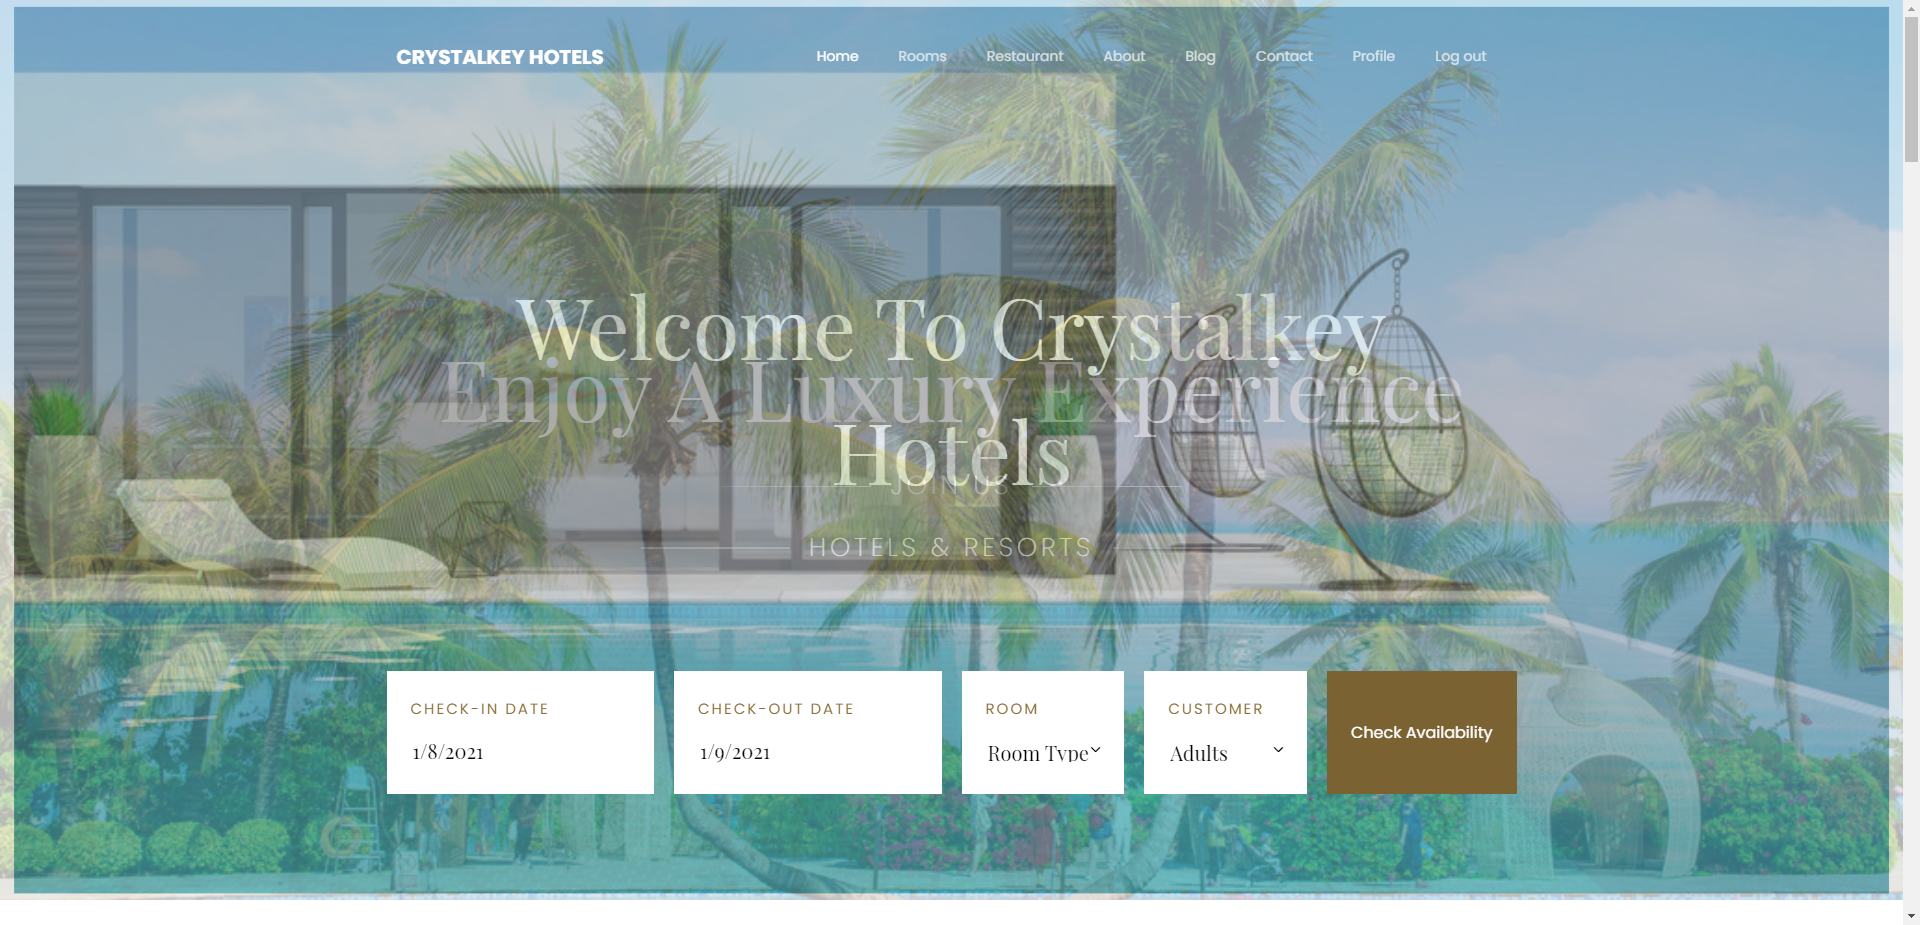 CRYSTALKEY HOTELS
Home Rooms Restaurant About Blog Contact Profile Log out
Welcome To Crystalkey
Enjoy A Luxury Experience
Hotels
JOIN US
HOTELS & RESORTS
CHECK-IN DATE
1/8/2021
CHECK-OUT DATE
1/9/2021
ROOM
Room Type
CUSTOMER
Adults
Check Availability